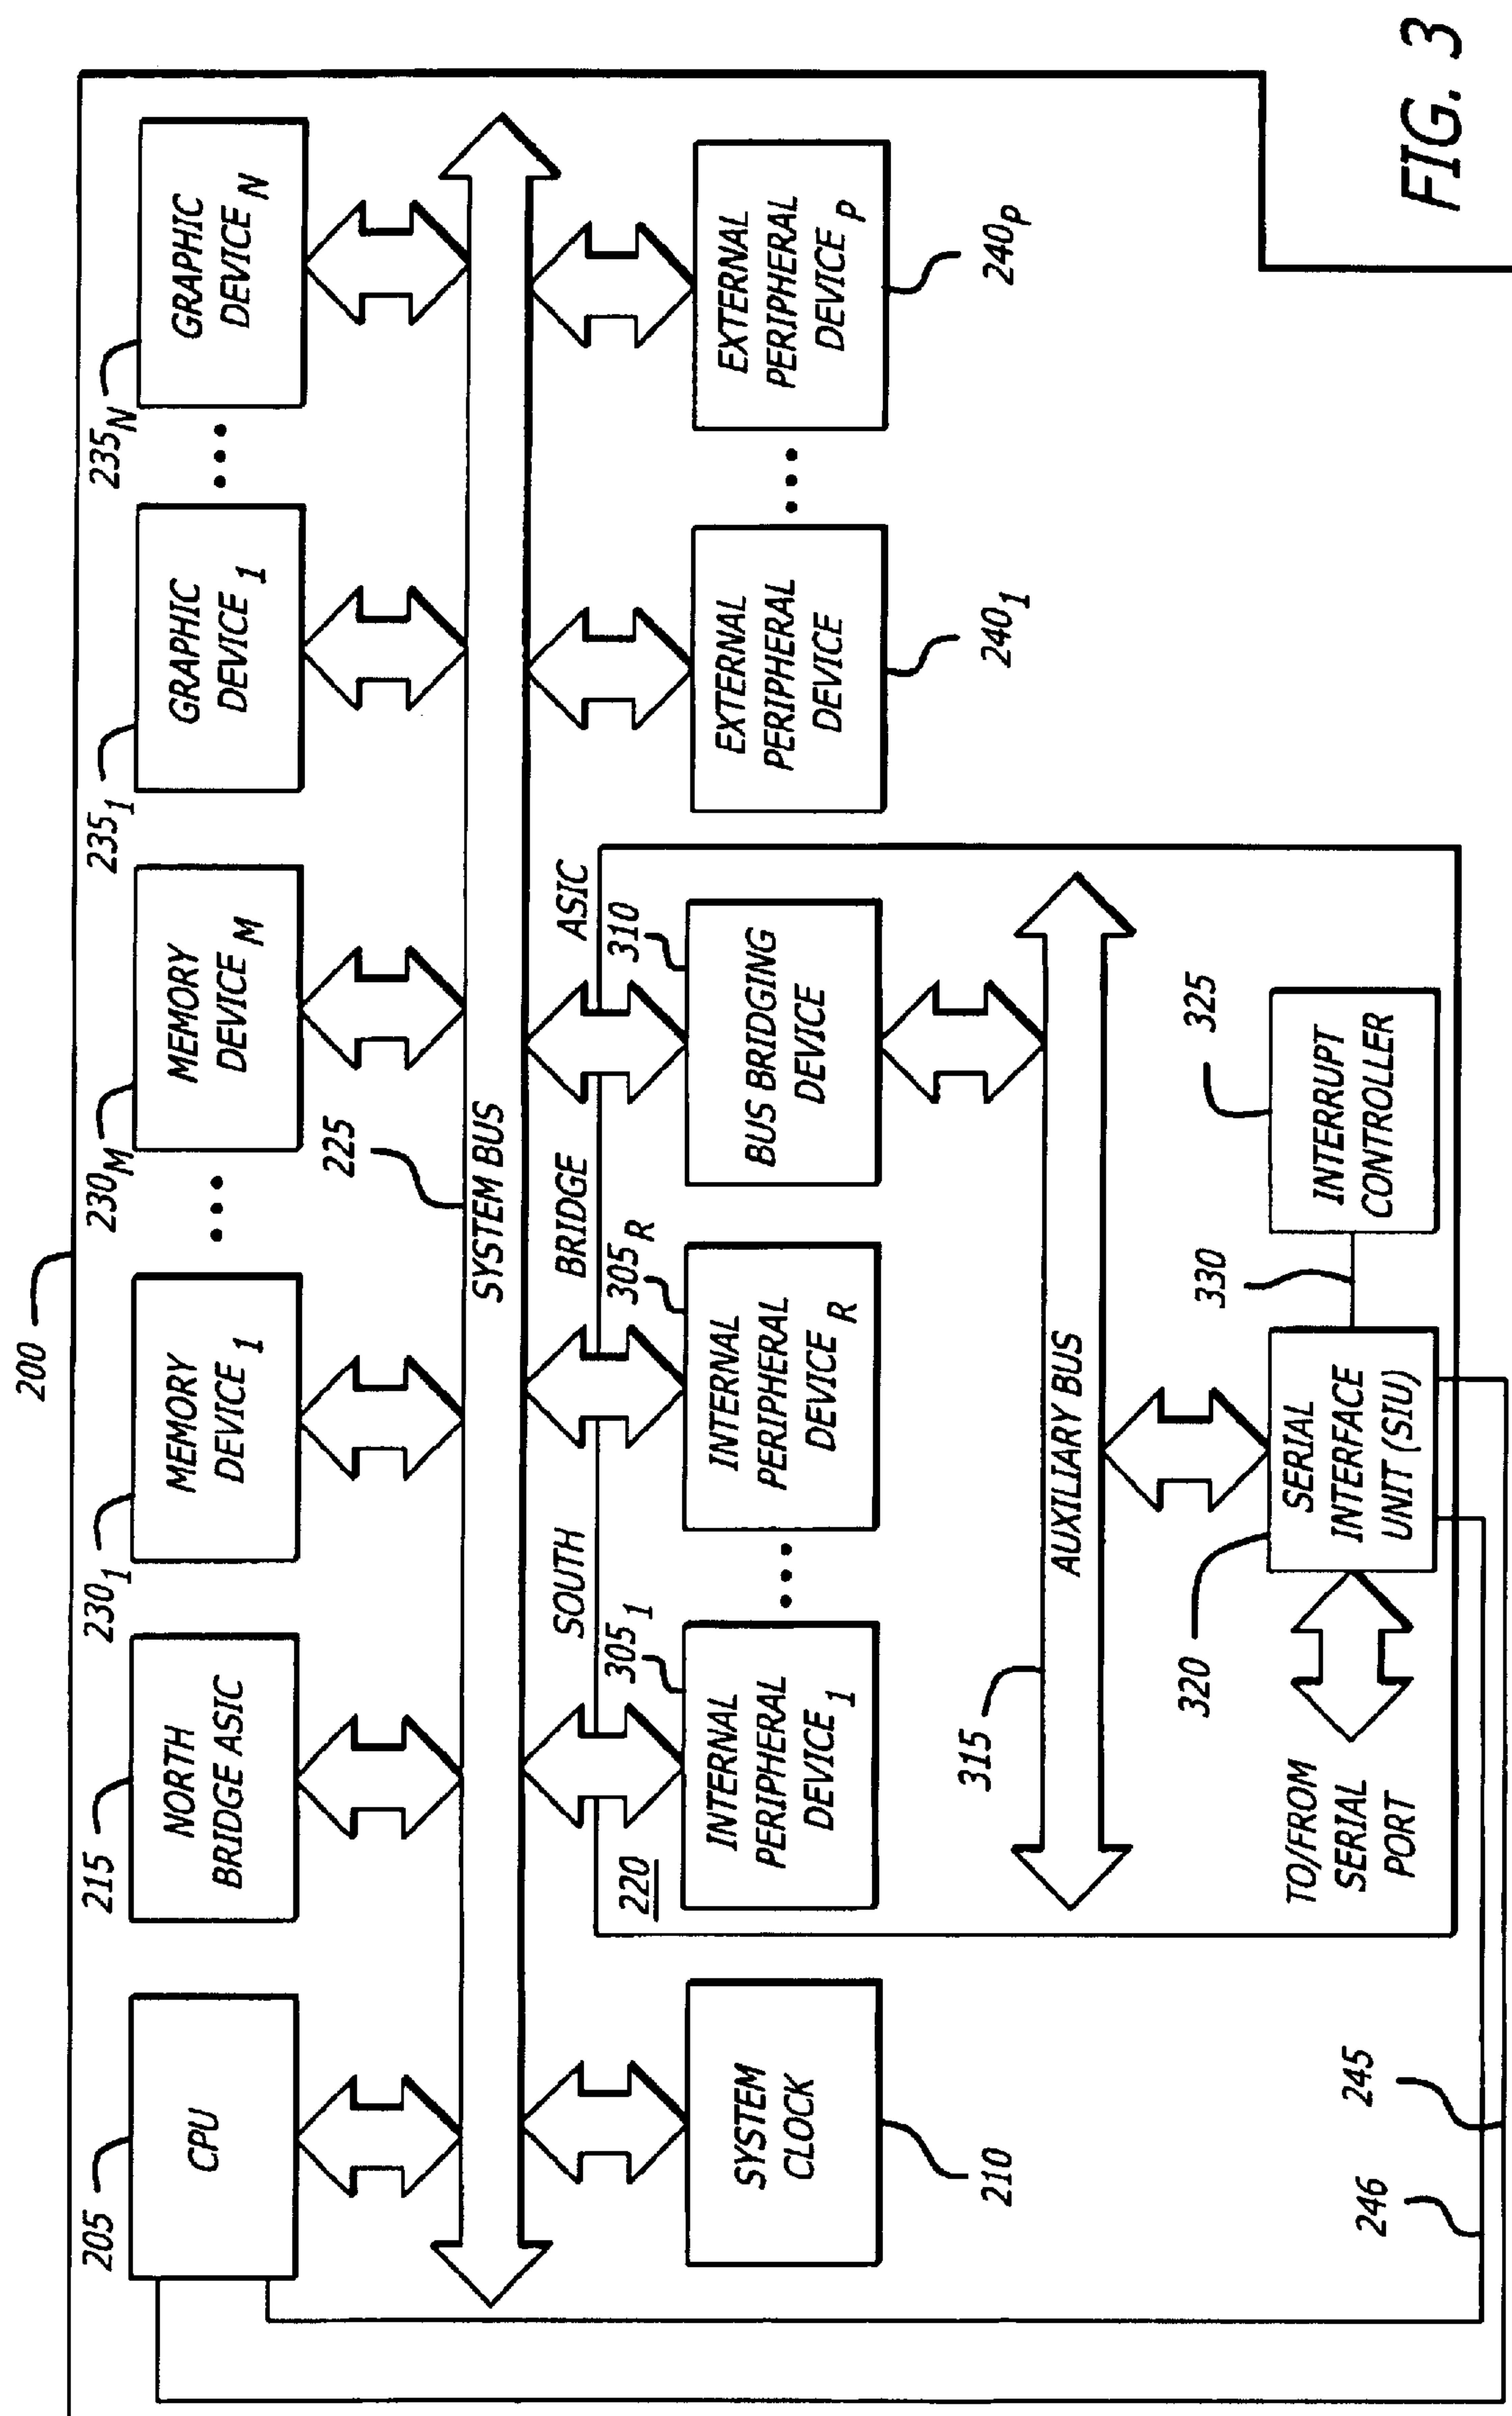 200
205
CPU
215
NORTH
BRIDGE ASIC
230₁
MEMORY
DEVICE ₁
• • •
230M
MEMORY
DEVICE M
235₁
GRAPHIC
DEVICE ₁
• • •
235N
GRAPHIC
DEVICE N
225
SYSTEM BUS
SOUTH BRIDGE ASIC
220
SYSTEM
CLOCK
210
305₁
INTERNAL
PERIPHERAL
DEVICE ₁
• • •
305 R
INTERNAL
PERIPHERAL
DEVICE R
310
BUS BRIDGING
DEVICE
EXTERNAL
PERIPHERAL
DEVICE
240₁
• • •
EXTERNAL
PERIPHERAL
DEVICE P
240P
315
AUXILIARY BUS
TO/FROM
SERIAL
PORT
320
SERIAL
INTERFACE
UNIT (SIU)
330
325
INTERRUPT
CONTROLLER
246
245
FIG. 3